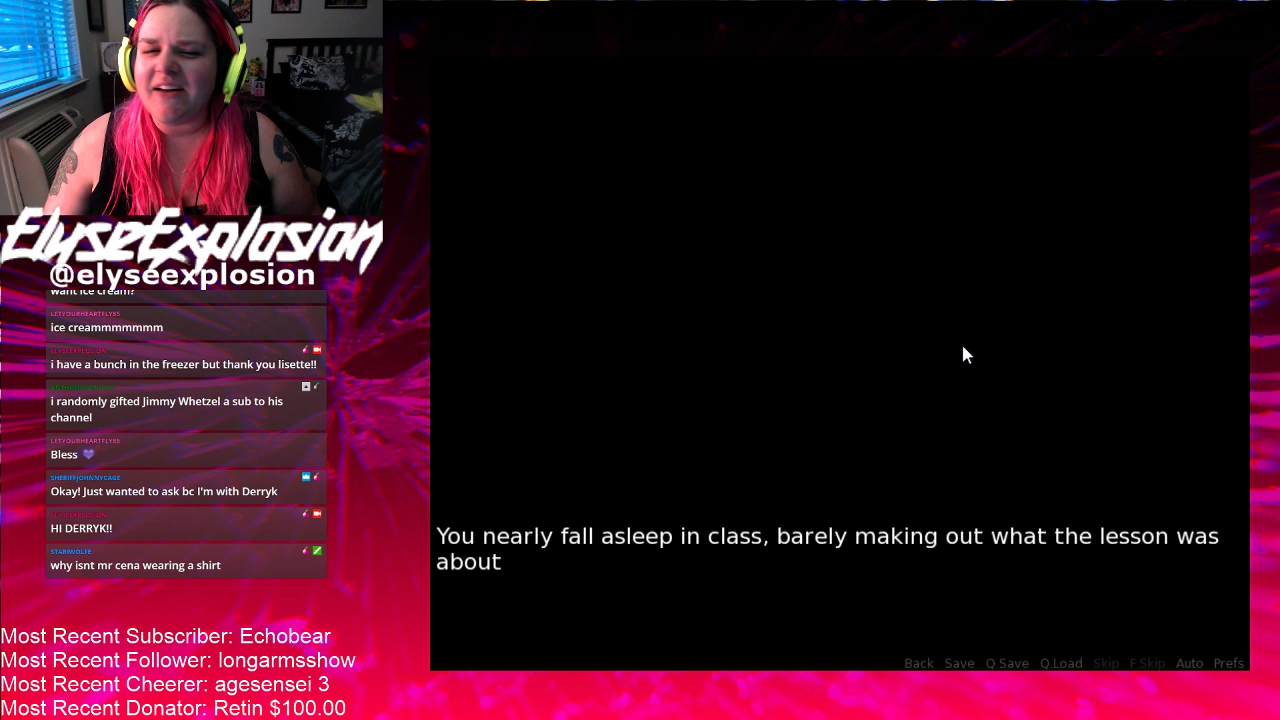 ElyseExplosion
@elyseexplosion
want ice cream?
LETYOURHEARTFLY85
ice creammmmmmm
ELYSEEXPLOSION
i have a bunch in the freezer but thank you lisette!!
i randomly gifted Jimmy Whetzel a sub to his
channel
LETYOURHEARTFLY85
Bless 💜
SHERIFFJOHNNYCAGE
Okay! Just wanted to ask bc I'm with Derryk
ELYSEEXPLOSION
HI DERRYK!!
STARIWOLFE
why isnt mr cena wearing a shirt
Most Recent Subscriber: Echobear
Most Recent Follower: longarmsshow
Most Recent Cheerer: agesensei 3
Most Recent Donator: Retin $100.00
You nearly fall asleep in class, barely making out what the lesson was
about
Back Save Q.Save Q.Load Skip F.Skip Auto Prefs